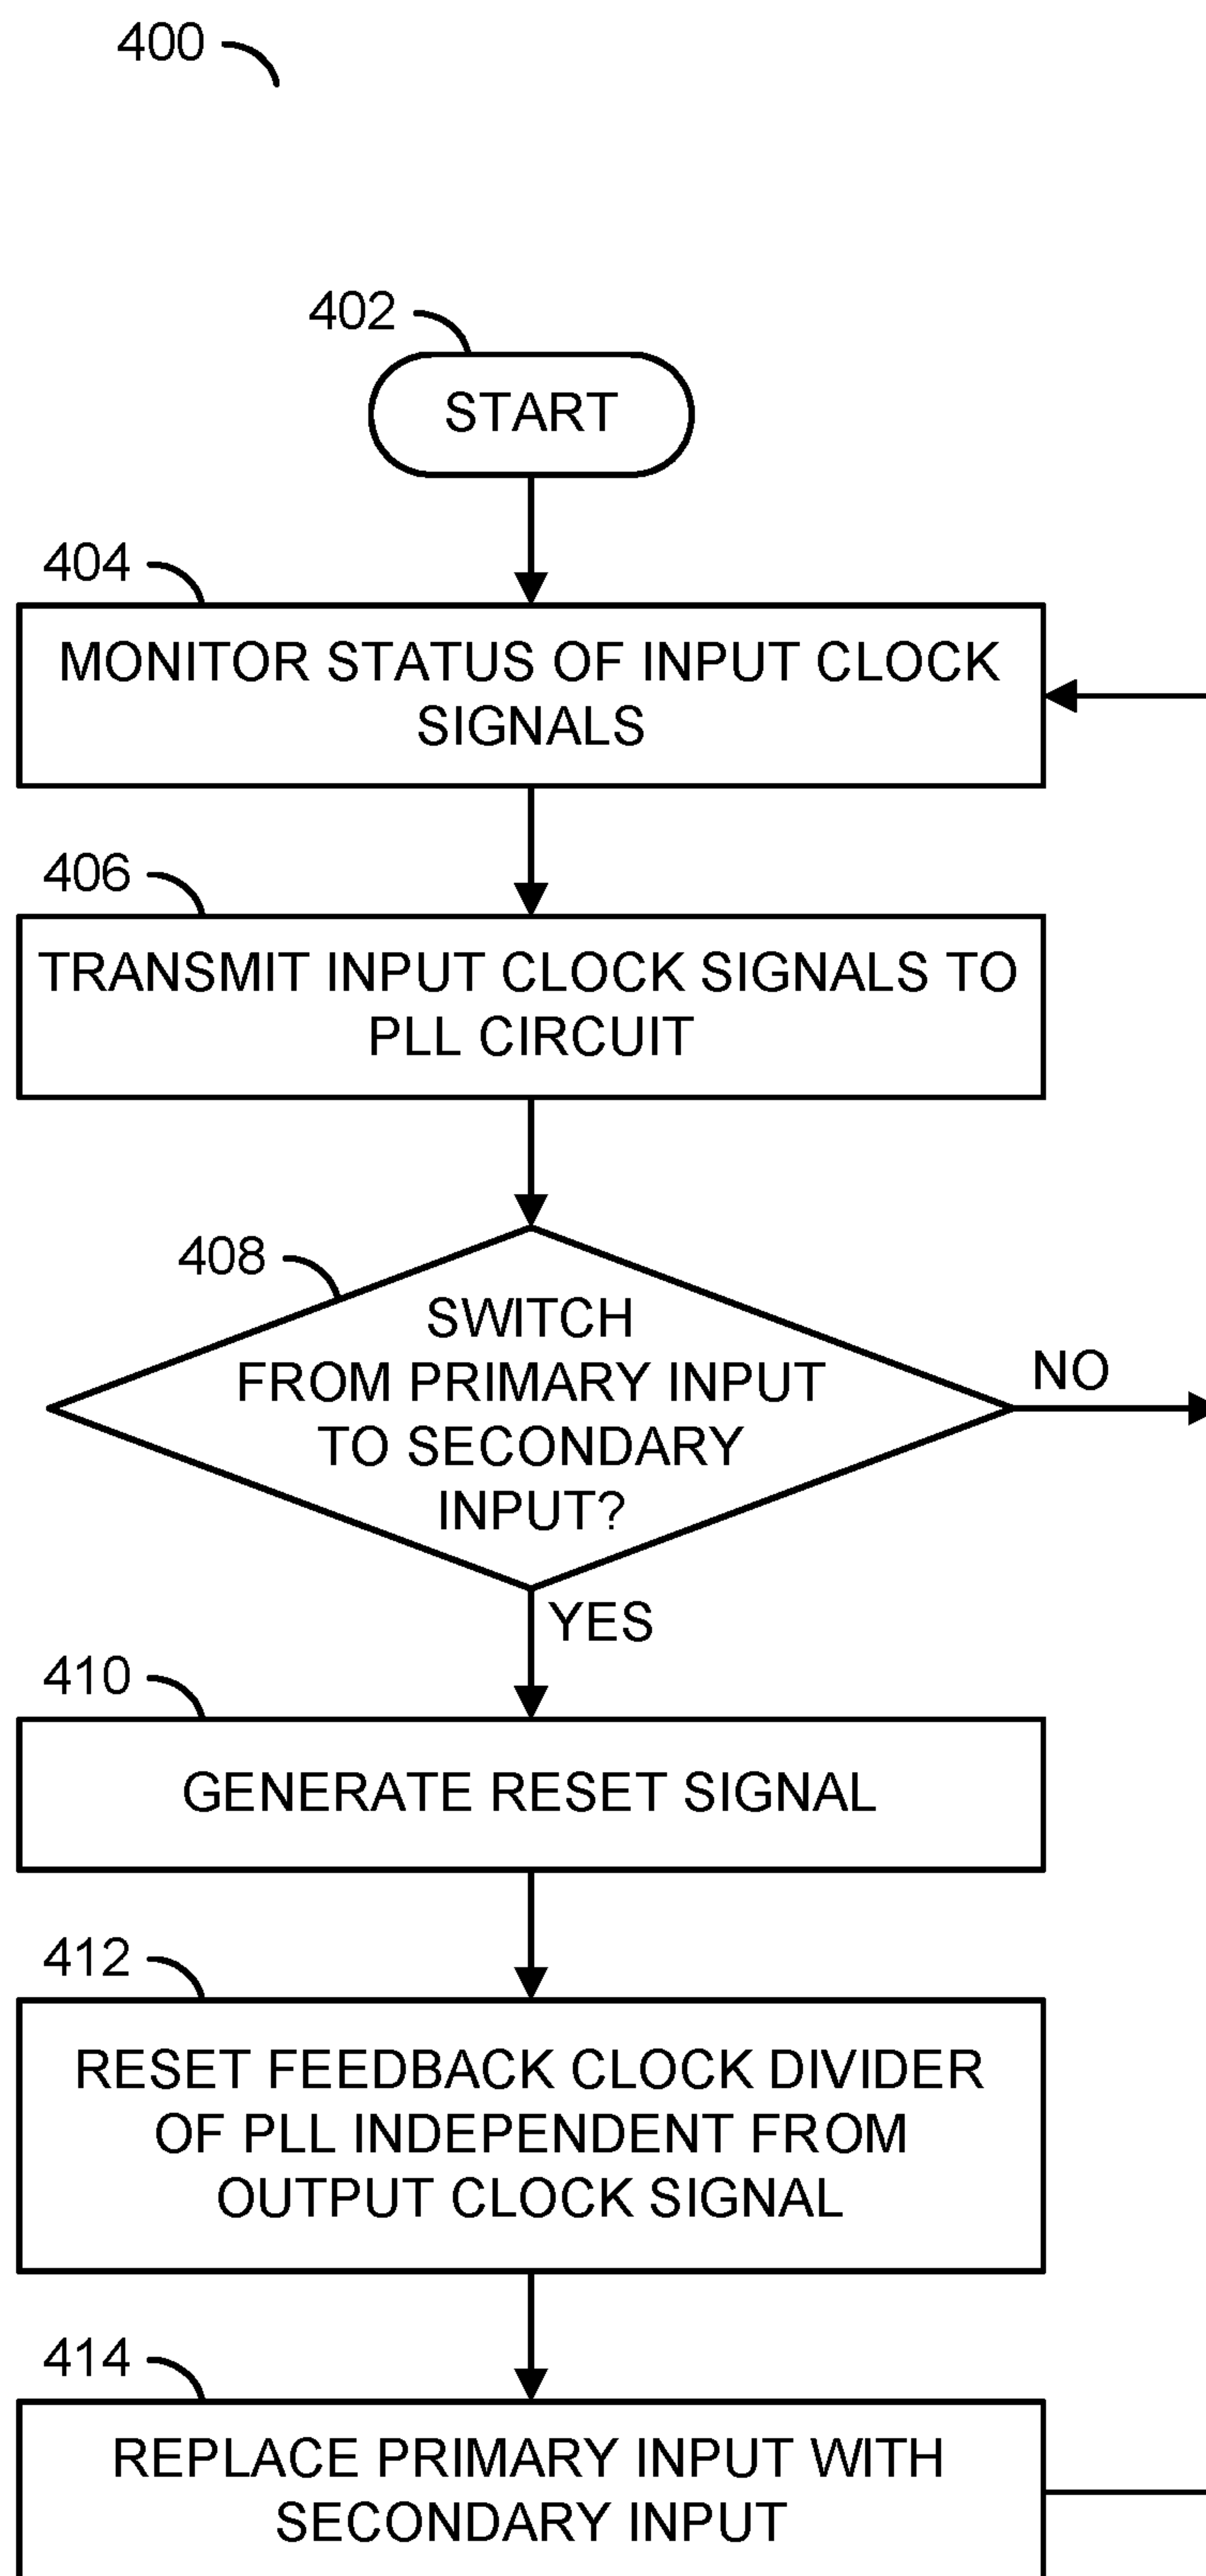 400
402
START
404
MONITOR STATUS OF INPUT CLOCK
SIGNALS
406
TRANSMIT INPUT CLOCK SIGNALS TO
PLL CIRCUIT
408
SWITCH
FROM PRIMARY INPUT
TO SECONDARY
INPUT?
NO
YES
410
GENERATE RESET SIGNAL
412
RESET FEEDBACK CLOCK DIVIDER
OF PLL INDEPENDENT FROM
OUTPUT CLOCK SIGNAL
414
REPLACE PRIMARY INPUT WITH
SECONDARY INPUT